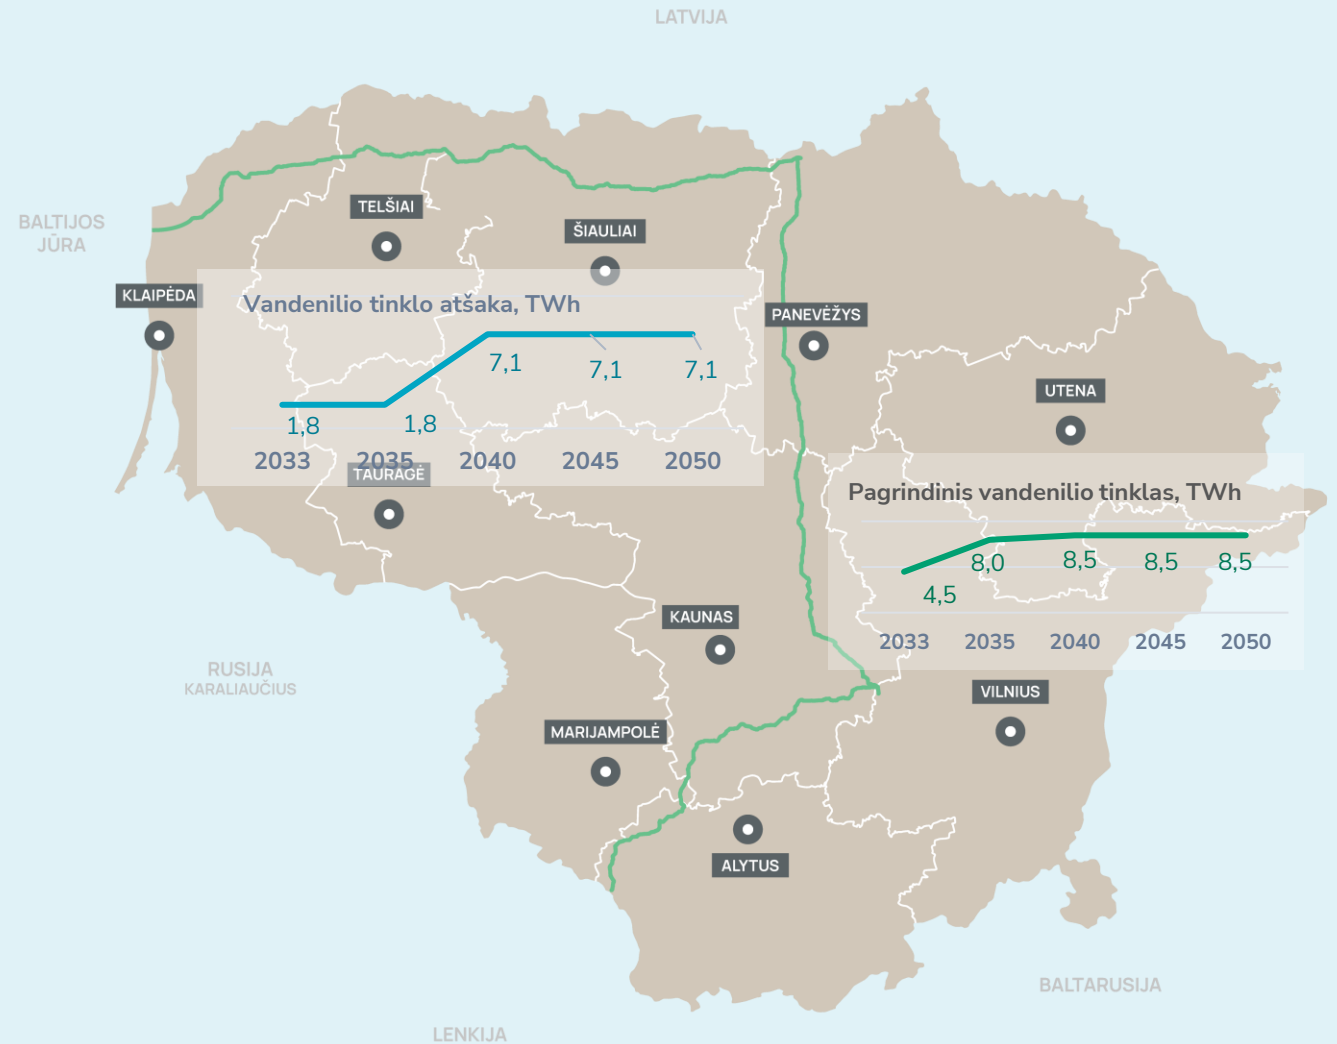 LATVIJA
TELŠIAI
BALTIJOS
JŪRA
ŠIAULIAI
KLAIPĖDA
Vandenilio tinklo atšaka, TWh
PANEVĖŽYS
7,1
7,1
7,1
UTENA
1,8
1,8
2033 2035 2040 2045 2050
TAURAGĖ
Pagrindinis vandenilio tinklas, TWh
8,0
8,5
8,5
8,5
4,5
KAUNAS
2033 2035 2040 2045 2050
RUSIJA
KARALIAUČIUS
VILNIUS
MARIJAMPOLĖ
ALYTUS
BALTARUSIJA
LENKIJA